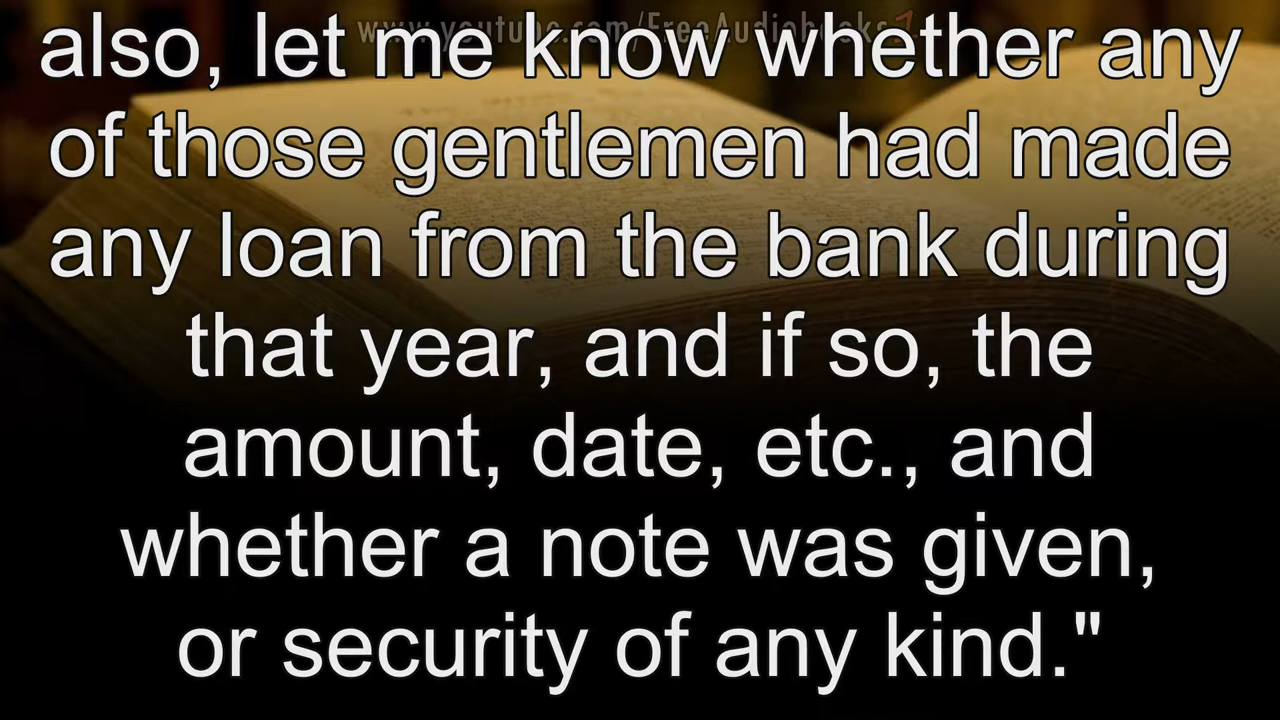 www.youtube.com/FreeAudiobooks
also, let me know whether any
of those gentlemen had made
any loan from the bank during
that year, and if so, the
amount, date, etc., and
whether a note was given,
or security of any kind."